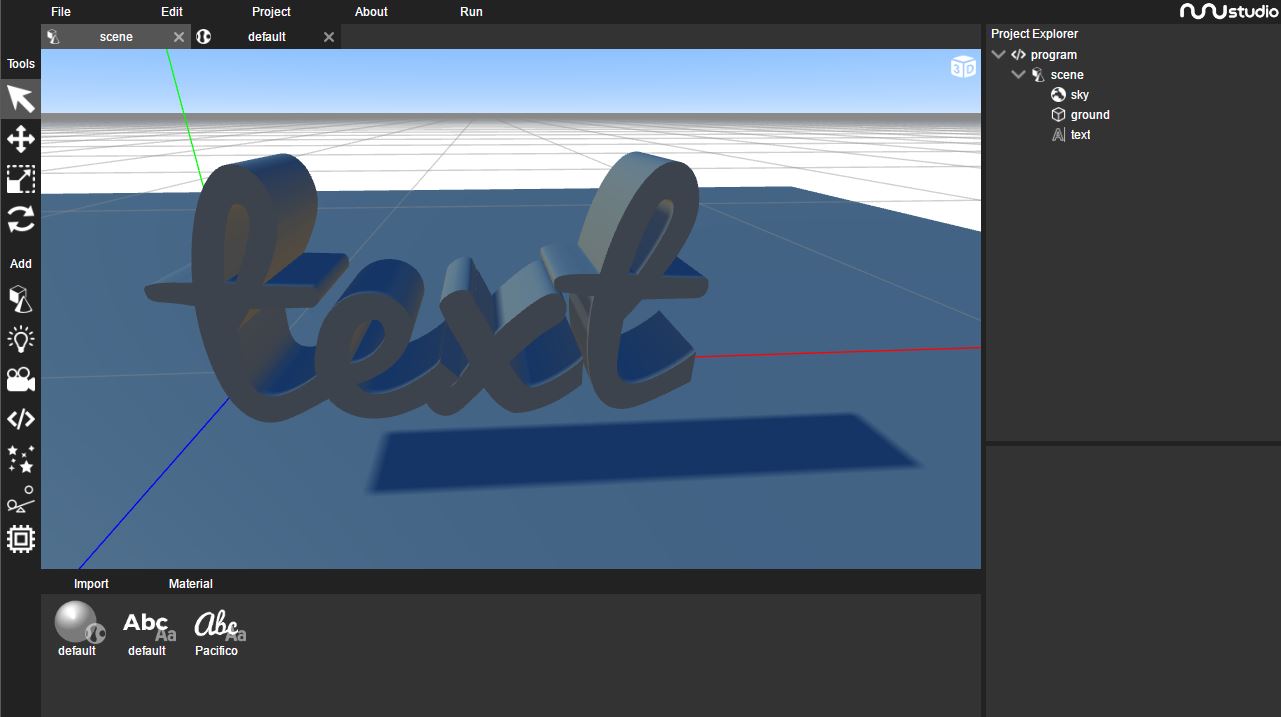 File Edit Project About Run
nunustudio
scene default
Project Explorer
program
scene
sky
ground
text
Tools
Add
3D
text
Import Material
Abc Aa Abc Aa
default default Pacifico